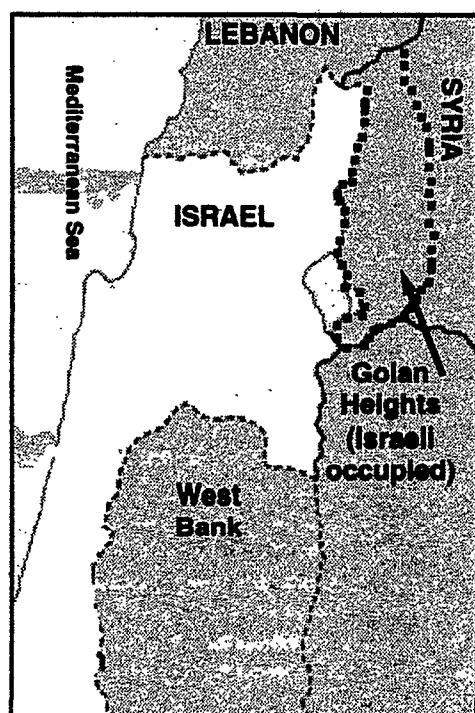 LEBANON
Mediterranean Sea
SYRIA
ISRAEL
Golan
Heights
(Israeli
occupied)
West
Bank